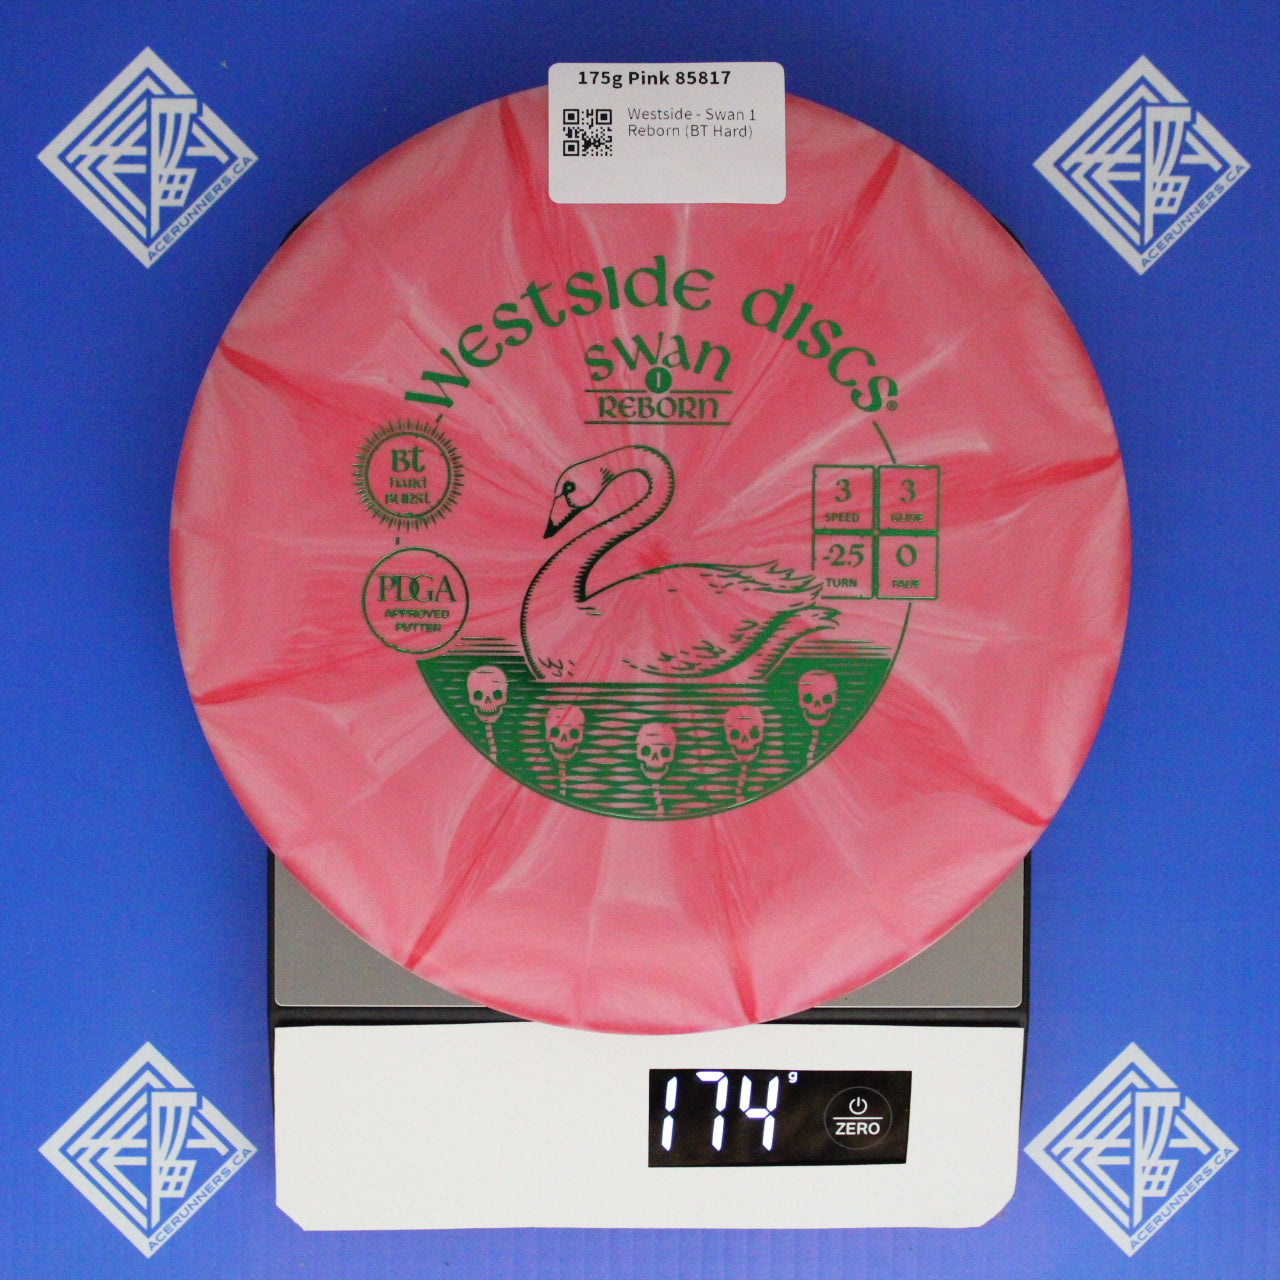 175g Pink 85817
Westside - Swan 1
Reborn (BT Hard)
ACERUNNERS.CA
ACERUNNERS.CA
WESTSIDE DISCS®
SWAN
1
REBORN
BT
HARD
BURST
3
SPEED
3
GLIDE
-2.5
TURN
0
FADE
PDGA
APPROVED
PUTTER
174 g
ZERO
ACERUNNERS.CA
ACERUNNERS.CA